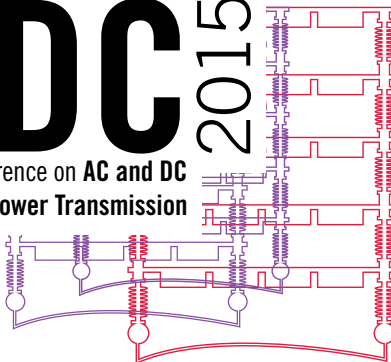 DC
2015
rence on AC and DC
ower Transmission